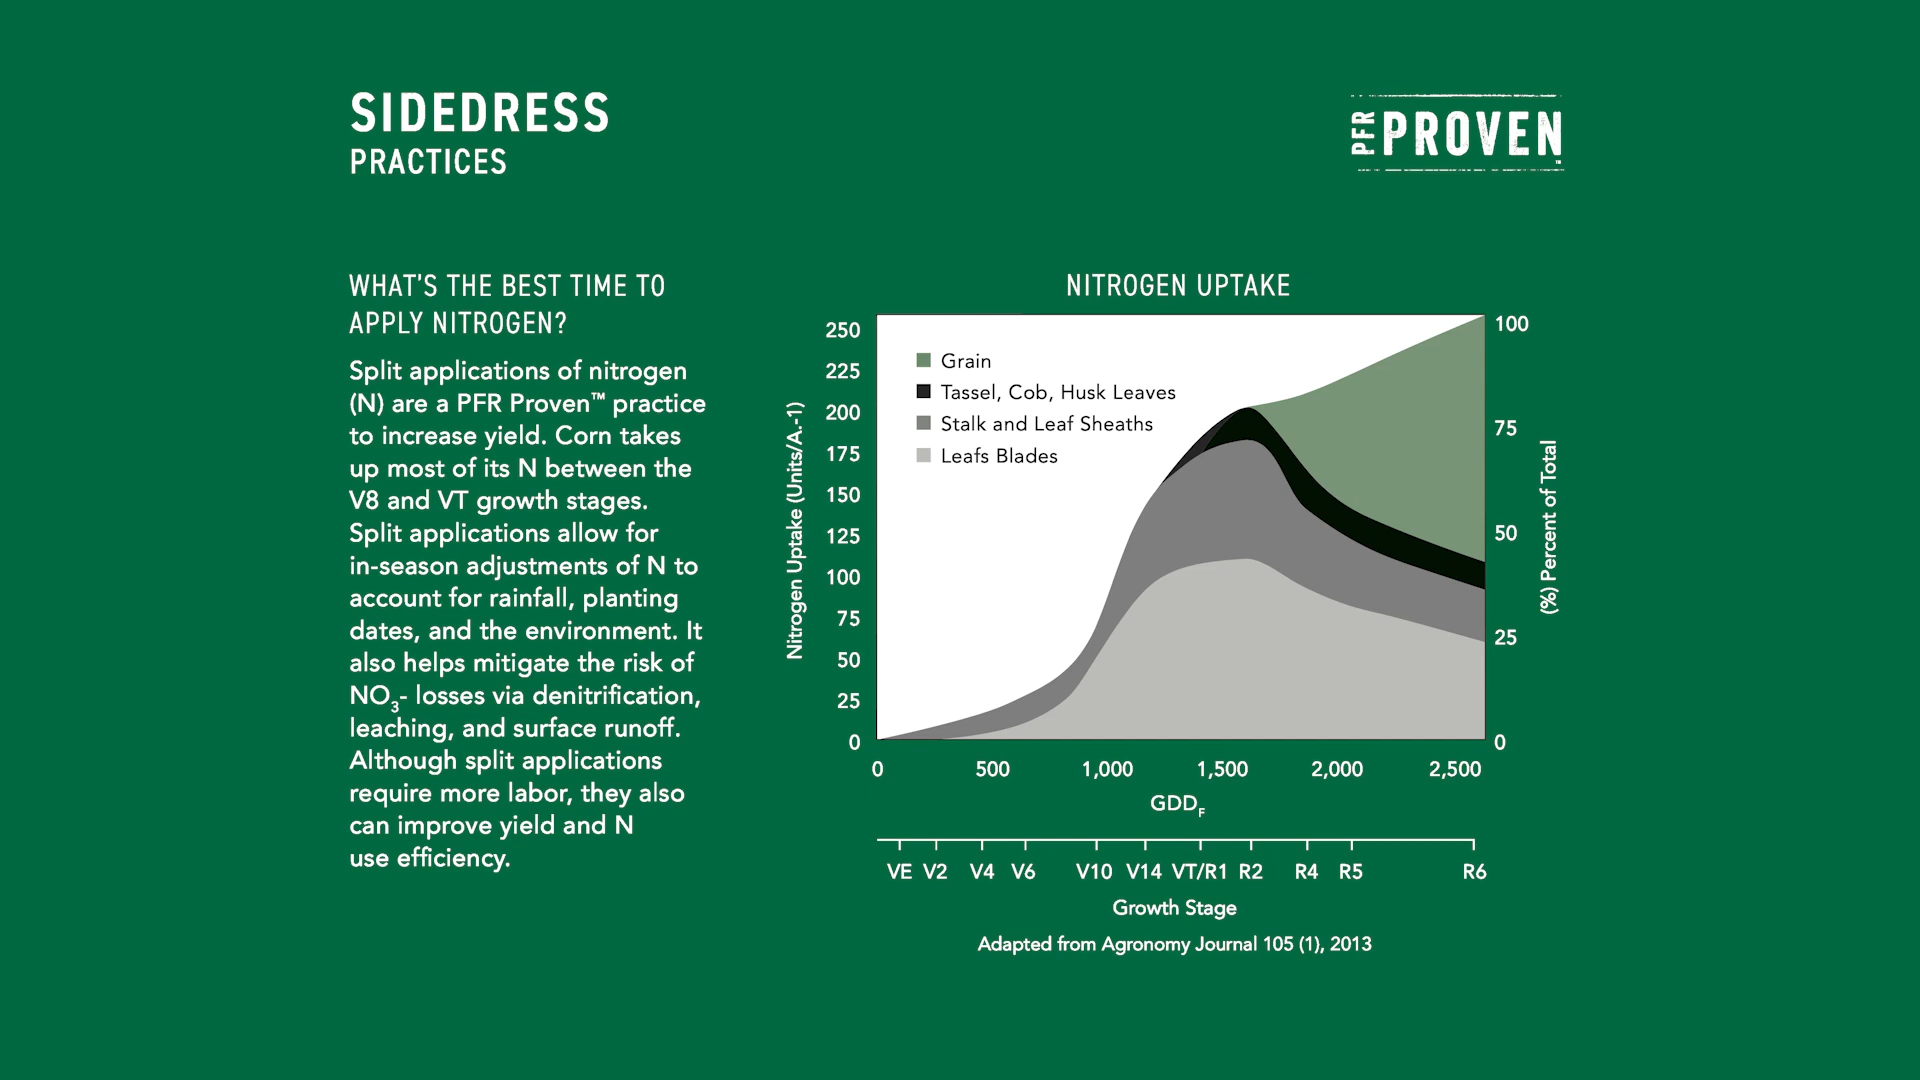 SIDEDRESS
PRACTICES
PFR PROVEN™
WHAT'S THE BEST TIME TO
APPLY NITROGEN?
Split applications of nitrogen
(N) are a PFR Proven™ practice
to increase yield. Corn takes
up most of its N between the
V8 and VT growth stages.
Split applications allow for
in-season adjustments of N to
account for rainfall, planting
dates, and the environment. It
also helps mitigate the risk of
NO₃- losses via denitrification,
leaching, and surface runoff.
Although split applications
require more labor, they also
can improve yield and N
use efficiency.
NITROGEN UPTAKE
Nitrogen Uptake (Units/A.-1)
250
225
200
175
150
125
100
75
50
25
0
Grain
Tassel, Cob, Husk Leaves
Stalk and Leaf Sheaths
Leafs Blades
100
75
50
25
0
(%) Percent of Total
0 500 1,000 1,500 2,000 2,500
GDD_F
VE V2 V4 V6 V10 V14 VT/R1 R2 R4 R5 R6
Growth Stage
Adapted from Agronomy Journal 105 (1), 2013